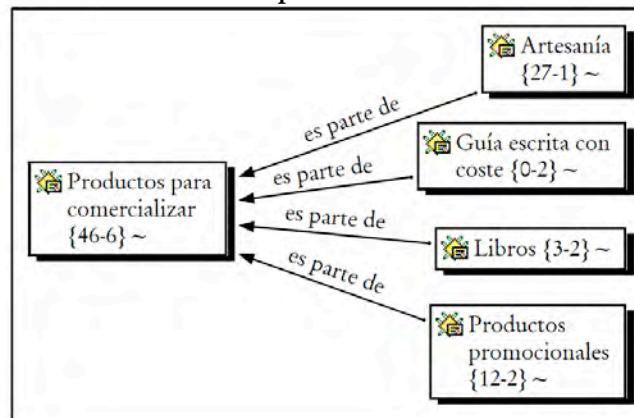 Artesanía
{27-1} ~
es parte de
Guía escrita con
coste {0-2} ~
es parte de
Productos para
comercializar
{46-6} ~
es parte de
Libros {3-2} ~
es parte de
Productos
promocionales
{12-2} ~